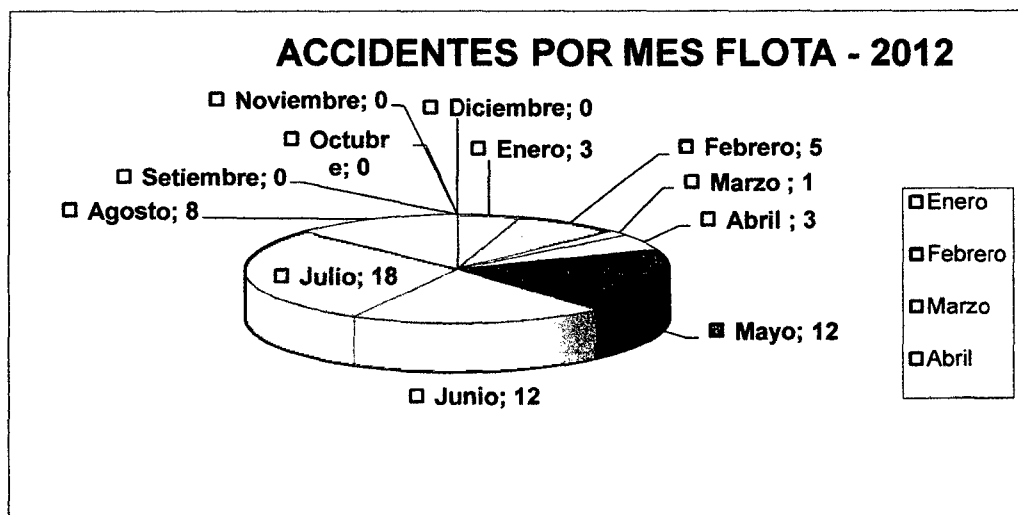 ACCIDENTES POR MES FLOTA - 2012
Noviembre; 0
Diciembre; 0
Octubr
e; 0
Enero; 3
Febrero; 5
Setiembre; 0
Marzo ; 1
Agosto; 8
Abril ; 3
Julio; 18
Mayo; 12
Junio; 12
Enero
Febrero
Marzo
Abril